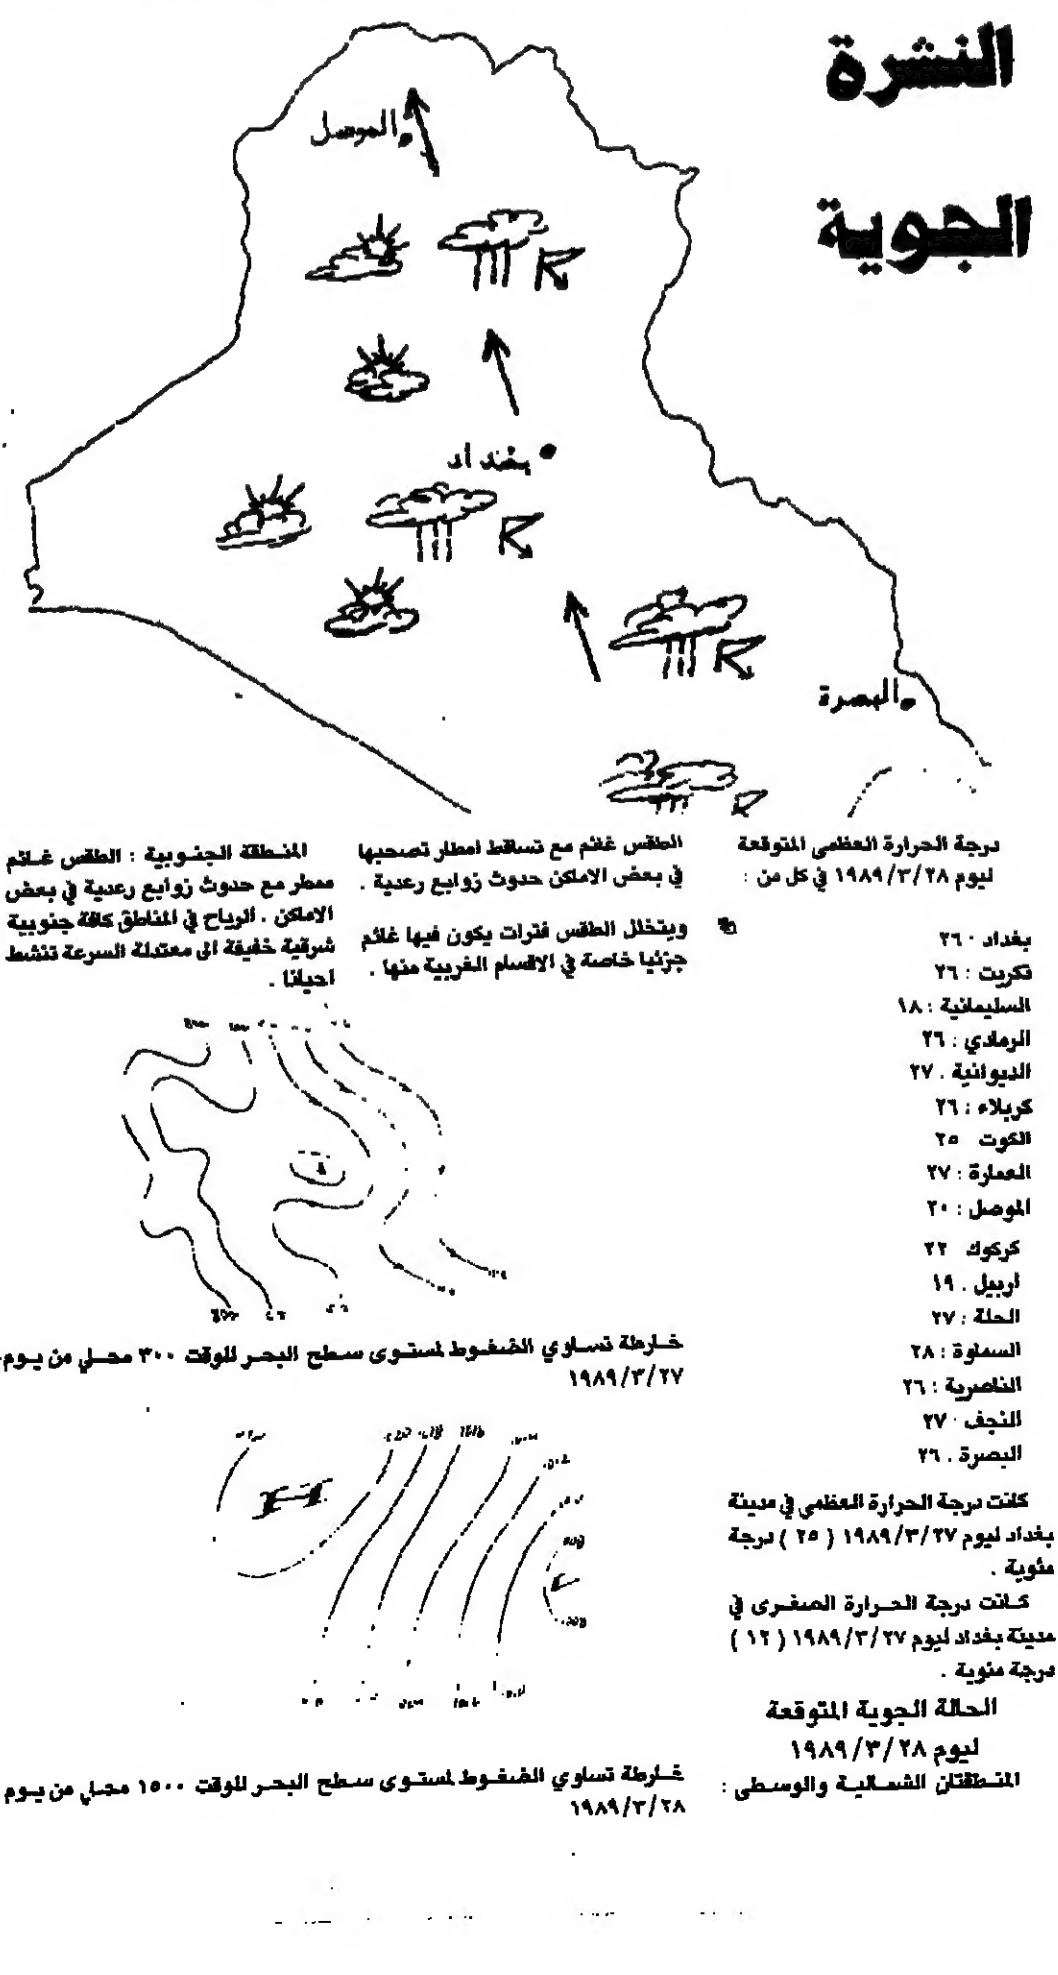 النشرة
الجوية
الموصل
بغداد
البصرة
درجة الحرارة العظمى المتوقعة
ليوم ١٩٨٩/٣/٢٨ في كل من :
بغداد ٢٦
تكريت : ٢٦
السليمانية : ١٨
الرمادي : ٢٦
الديوانية . ٢٧
كربلاء : ٢٦
الكوت ٢٥
العمارة : ٢٧
الموصل : ٢٠
كركوك ٢٢
اربيل . ١٩
الحلة : ٢٧
السماوة : ٢٨
الناصرية : ٢٦
النجف ٢٧
البصرة . ٢٦
كانت درجة الحرارة العظمى في مدينة
بغداد ليوم ١٩٨٩/٣/٢٧ ( ٢٥ ) درجة
مئوية .
كانت درجة الحرارة الصغرى في
مدينة بغداد ليوم ١٩٨٩/٣/٢٧ ( ١٢ )
درجة مئوية .
الحالة الجوية المتوقعة
ليوم ١٩٨٩/٣/٢٨
المنطقتان الشمالية والوسطى :
الطقس غائم مع تساقط امطار تصحبها
في بعض الاماكن حدوث زوابع رعدية .
ويتخلل الطقس فترات يكون فيها غائم
جزئيا خاصة في الاقسام الغربية منها .
المنطقة الجنوبية : الطقس غائم
ممطر مع حدوث زوابع رعدية في بعض
الاماكن . الرياح في المناطق كافة جنوبية
شرقية خفيفة الى معتدلة السرعة تنشط
احيانا .
خارطة تساوي الضغوط لمستوى سطح البحر للوقت ٣٠٠ محلي من يوم
١٩٨٩/٣/٢٧
خارطة تساوي الضغوط لمستوى سطح البحر للوقت ١٥٠٠ محلي من يوم
١٩٨٩/٣/٢٨